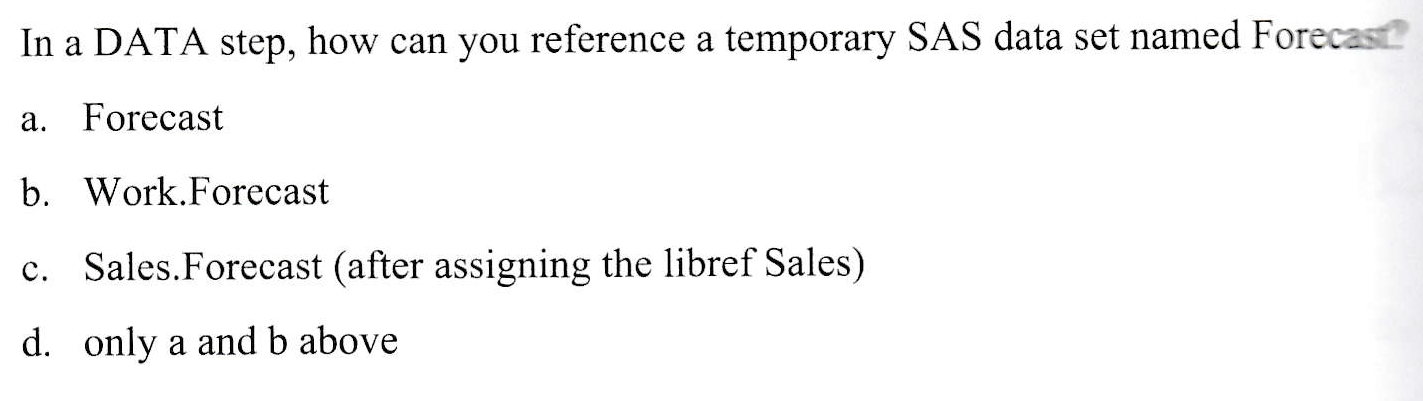 In a DATA step, how can you reference a temporary SAS data set named Forecast?
a. Forecast
b. Work.Forecast
c. Sales.Forecast (after assigning the libref Sales)
d. only a and b above